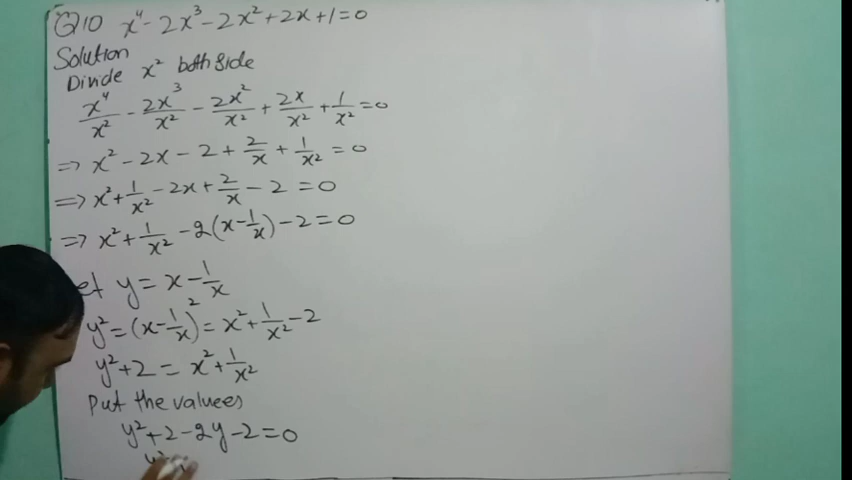 Q10 x⁴ - 2x³ - 2x² + 2x + 1 = 0
Solution
Divide x² both side
x⁴/x² - 2x³/x² - 2x²/x² + 2x/x² + 1/x² = 0
⇒ x² - 2x - 2 + 2/x + 1/x² = 0
⇒ x² + 1/x² - 2x + 2/x - 2 = 0
⇒ x² + 1/x² - 2(x - 1/x) - 2 = 0
et y = x - 1/x
y² = (x - 1/x)² = x² + 1/x² - 2
y² + 2 = x² + 1/x²
Put the valuees
y² + 2 - 2y - 2 = 0
y²